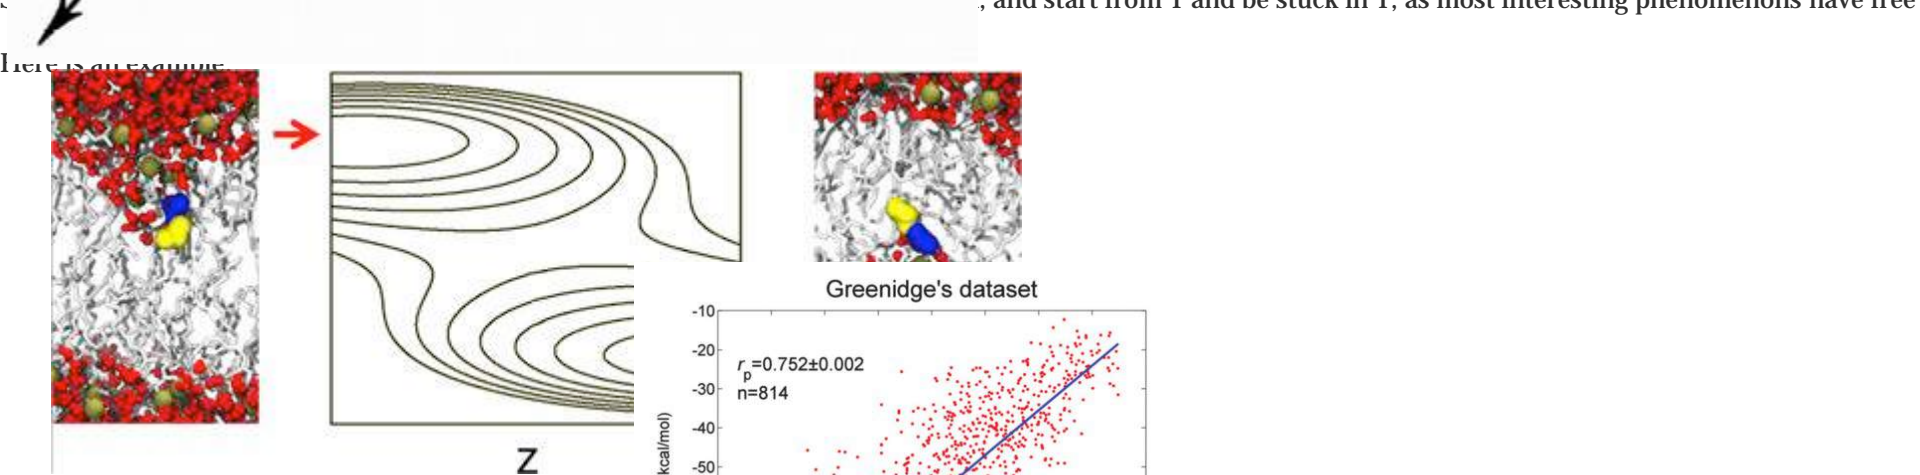 , and start from 1 and be stuck in 1, as most interesting phenomenons have free
Here is an example.
Z
Greenidge's dataset
-10
-20
-30
-40
-50
rp=0.752±0.002
n=814
kcal/mol)